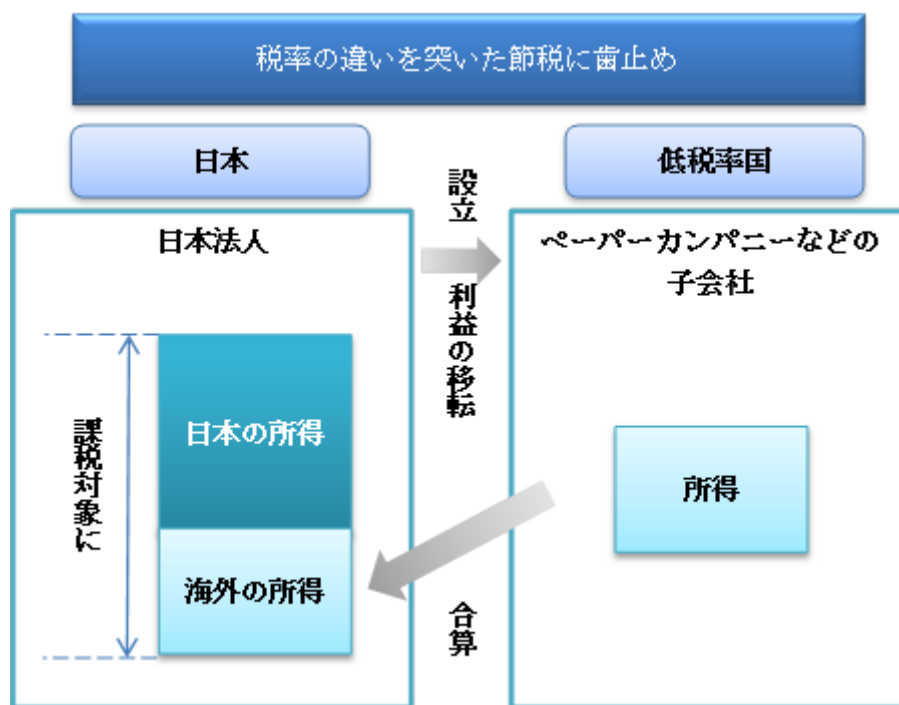 税率の違いを突いた節税に歯止め
日本
低税率国
設立
利益の移転
日本法人
ペーパーカンパニーなどの
子会社
課税対象に
日本の所得
海外の所得
所得
合算